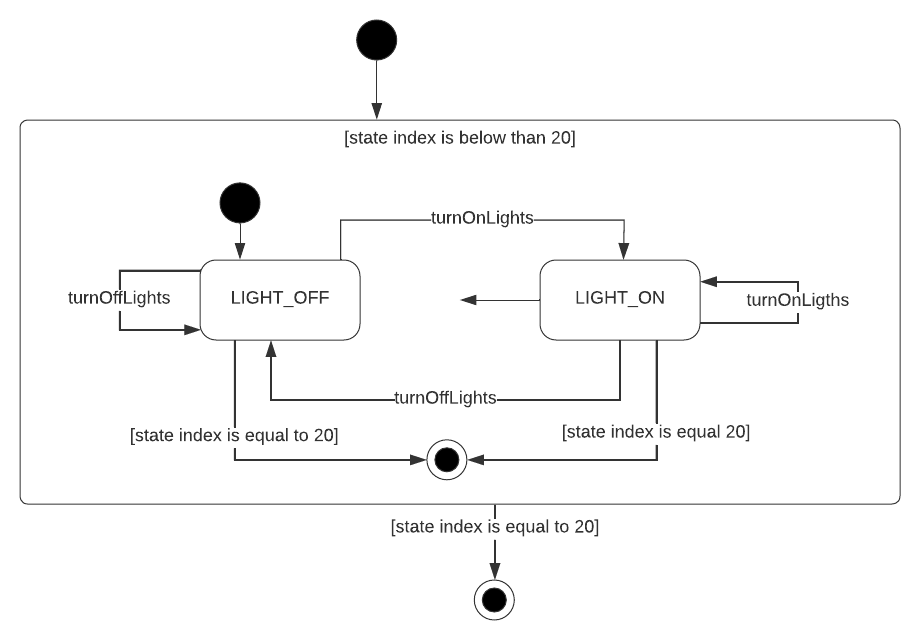 [state index is below than 20]
turnOnLights
turnOffLights
LIGHT_OFF
LIGHT_ON
turnOnLigths
turnOffLights
[state index is equal to 20]
[state index is equal 20]
[state index is equal to 20]